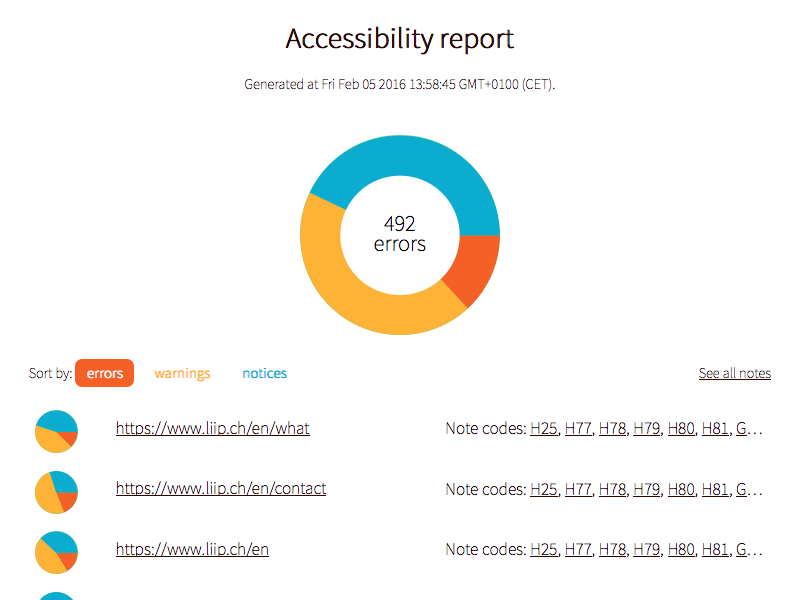 Accessibility report
Generated at Fri Feb 05 2016 13:58:45 GMT+0100 (CET).
492
errors
Sort by: errors warnings notices See all notes
https://www.liip.ch/en/what Note codes: H25, H77, H78, H79, H80, H81, G…
https://www.liip.ch/en/contact Note codes: H25, H77, H78, H79, H80, H81, G…
https://www.liip.ch/en Note codes: H25, H77, H78, H79, H80, H81, G…